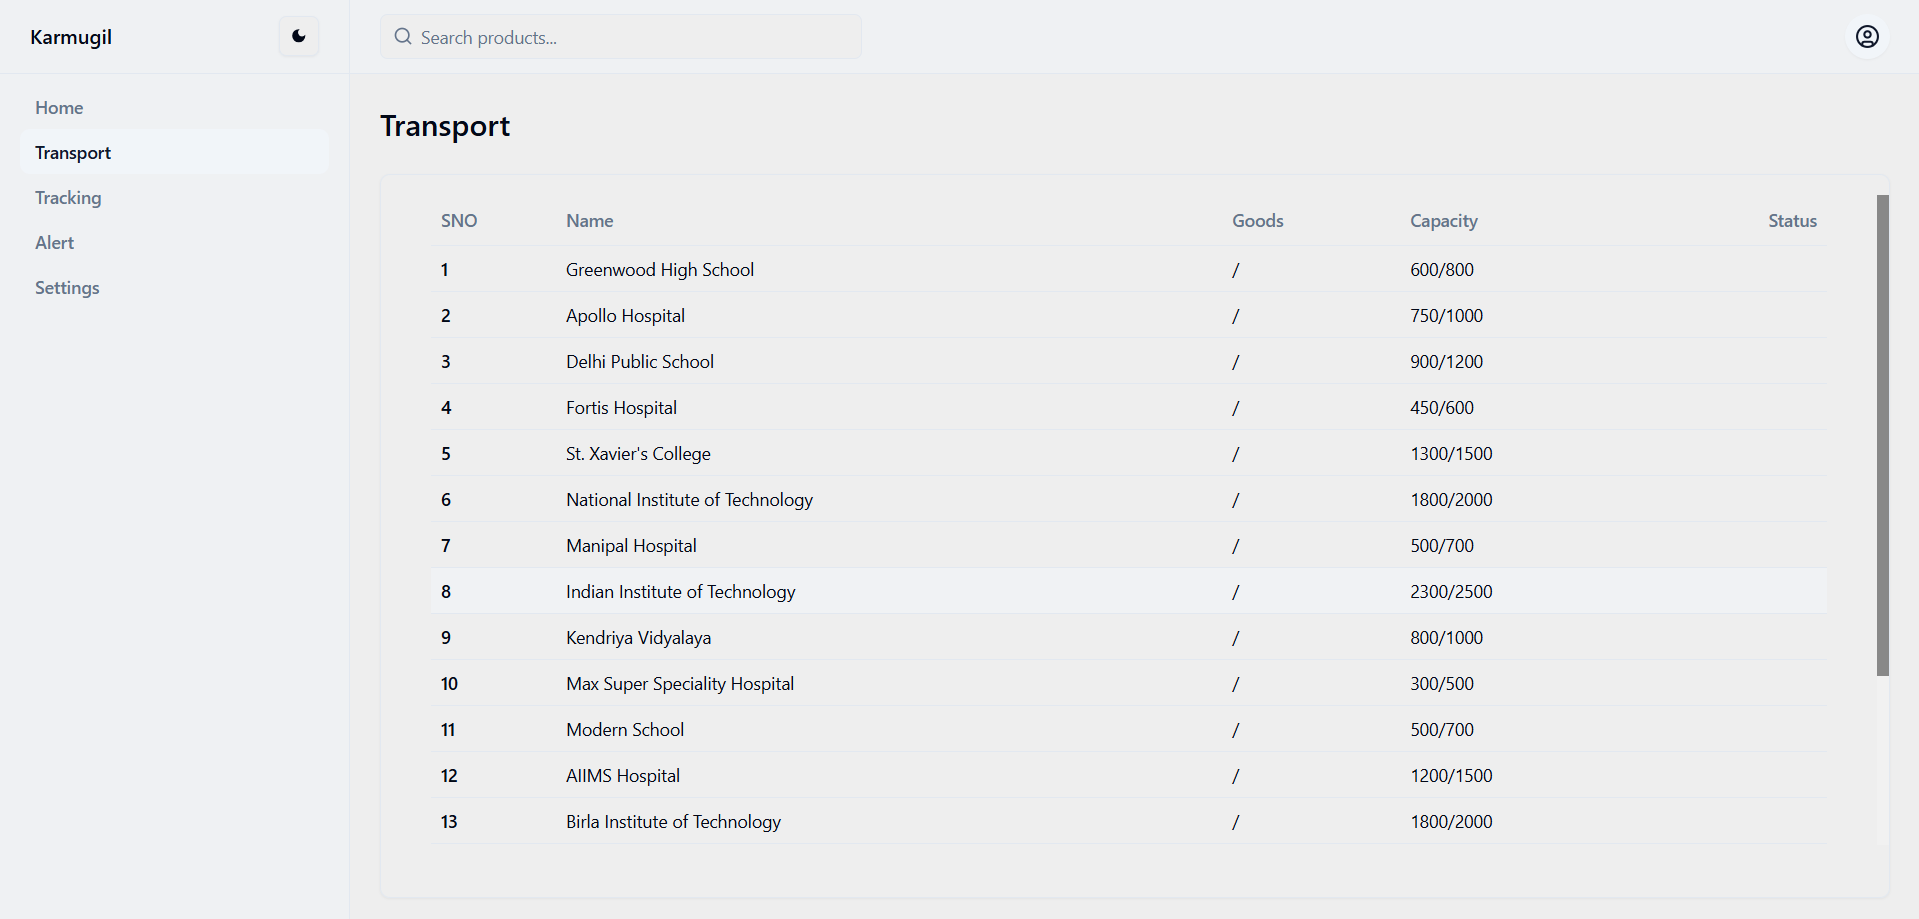 Karmugil
Search products...
Home
Transport
Tracking
Alert
Settings
Transport
SNO Name Goods Capacity Status
1 Greenwood High School / 600/800
2 Apollo Hospital / 750/1000
3 Delhi Public School / 900/1200
4 Fortis Hospital / 450/600
5 St. Xavier's College / 1300/1500
6 National Institute of Technology / 1800/2000
7 Manipal Hospital / 500/700
8 Indian Institute of Technology / 2300/2500
9 Kendriya Vidyalaya / 800/1000
10 Max Super Speciality Hospital / 300/500
11 Modern School / 500/700
12 AIIMS Hospital / 1200/1500
13 Birla Institute of Technology / 1800/2000